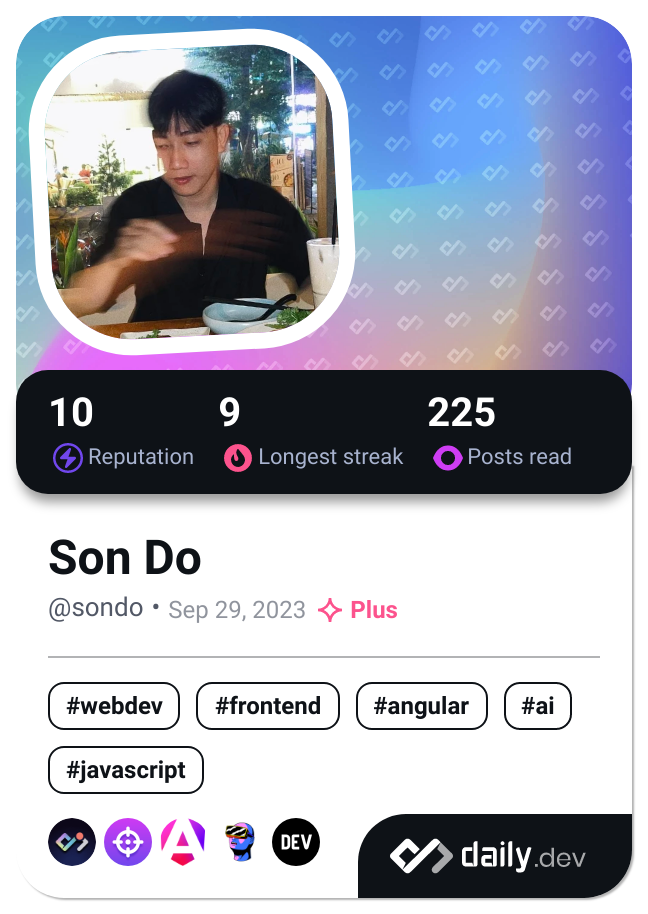 10 9 225
Reputation Longest streak Posts read
Son Do
@sondo • Sep 29, 2023 Plus
#webdev #frontend #angular #ai
#javascript
DEV daily.dev